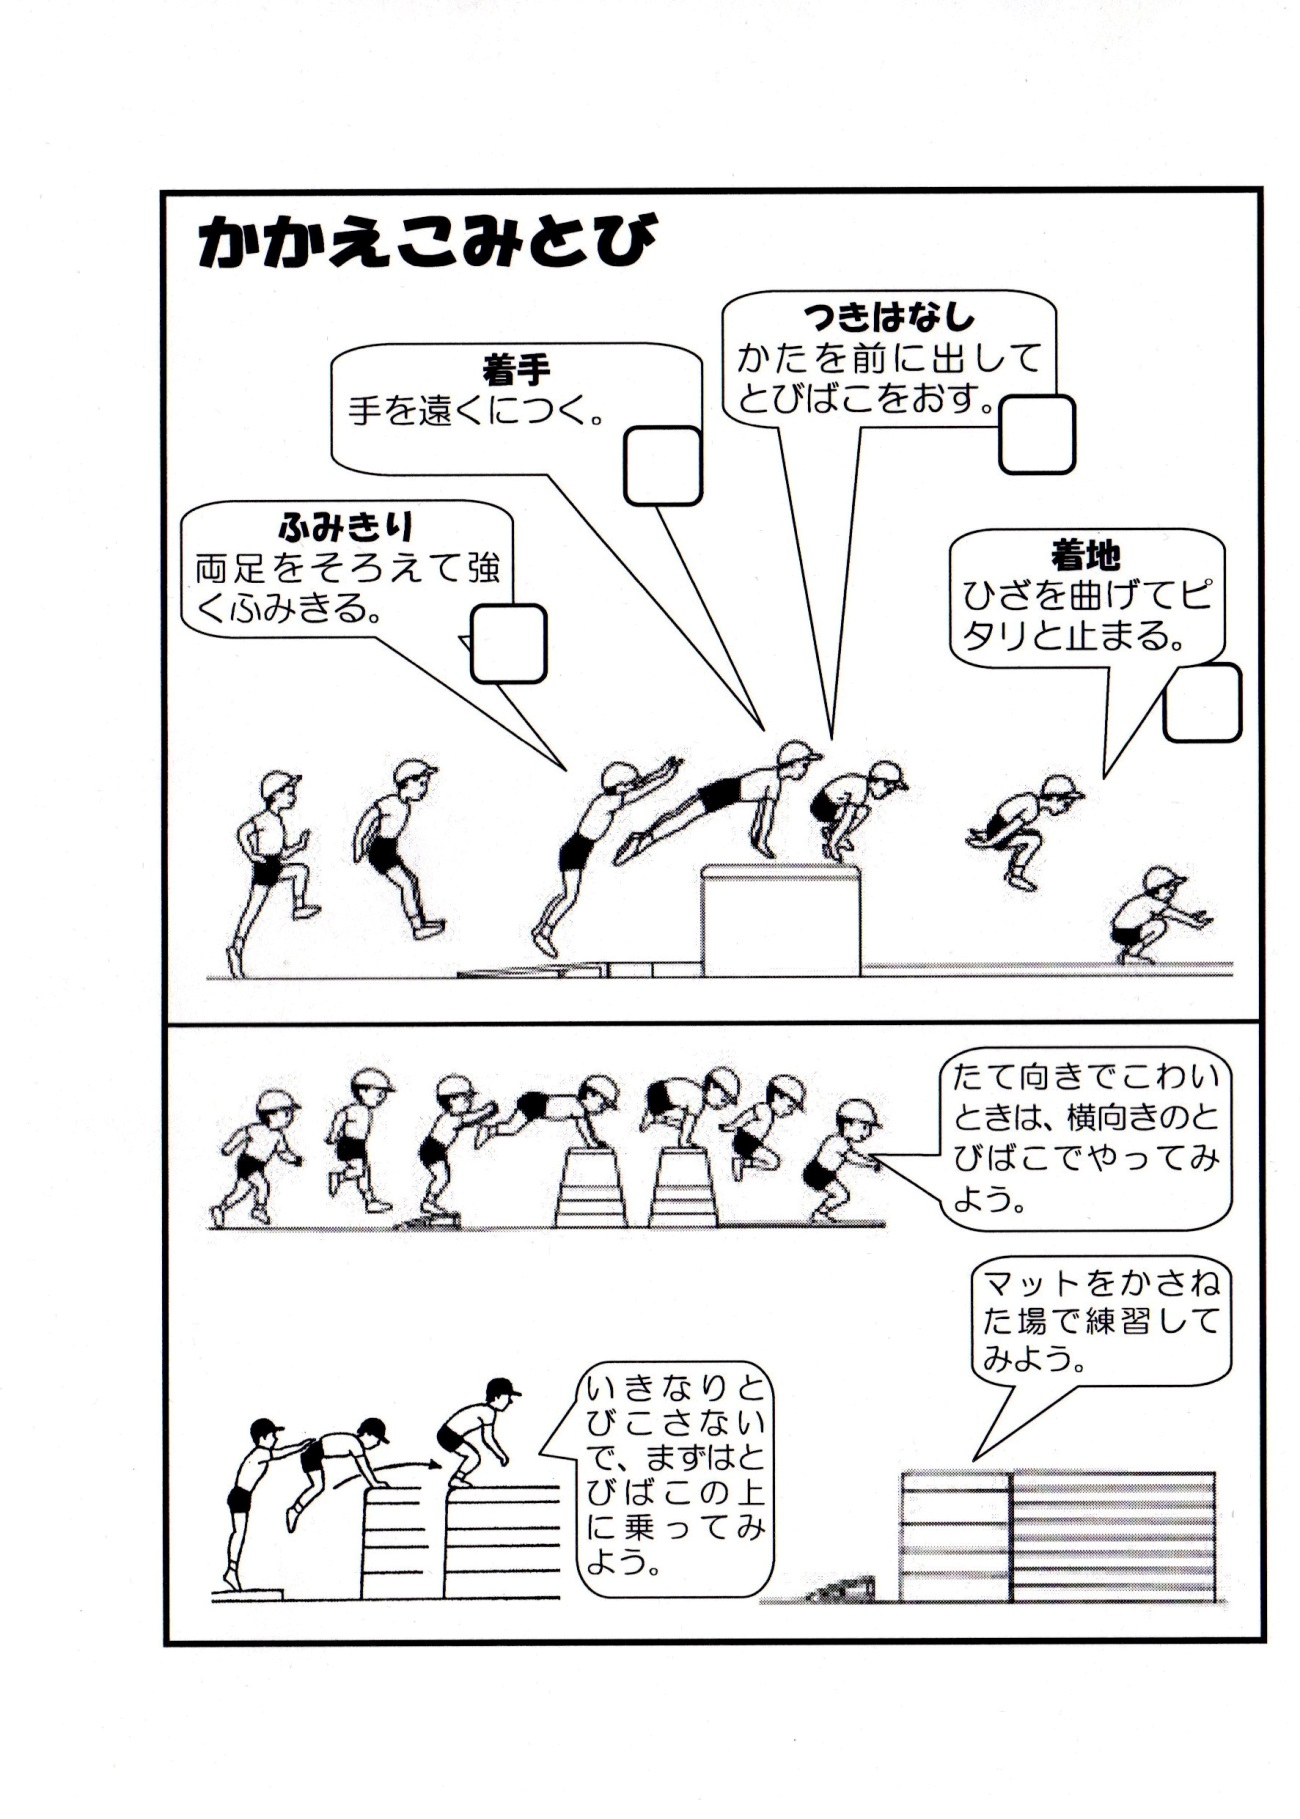 かかえこみとび
つきはなし
かたを前に出して
とびばこをおす。
着手
手を遠くにつく。
ふみきり
両足をそろえて強
くふみきる。
着地
ひざを曲げてピ
タリと止まる。
たて向きでこわい
ときは、横向きのと
びばこでやってみ
よう。
マットをかさね
た場で練習して
みよう。
いきなりと
びこさない
で、まずはと
びばこの上
に乗ってみ
よう。